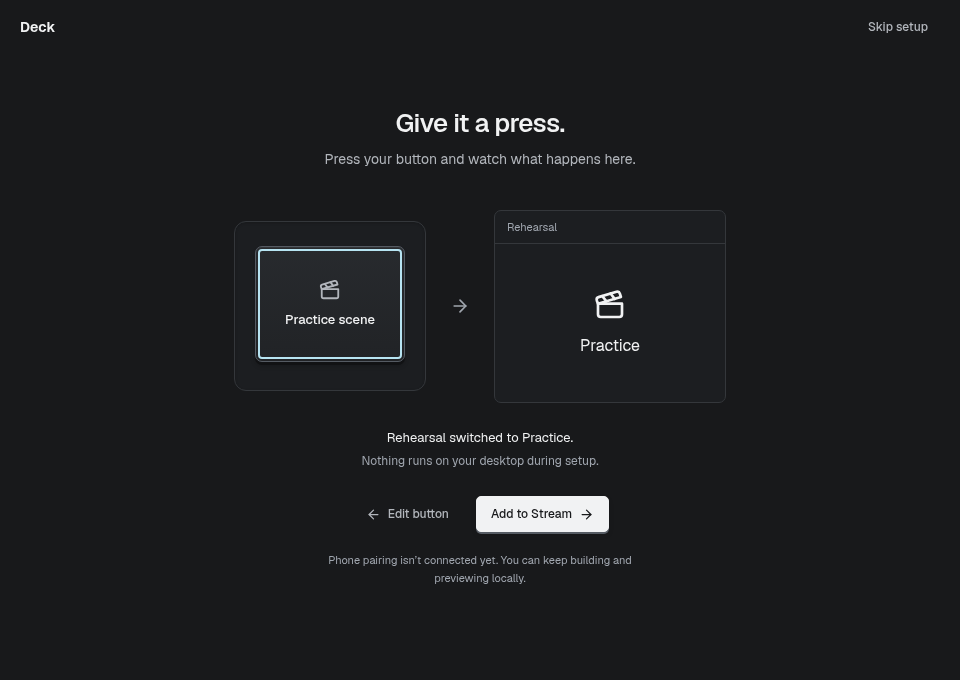 Deck
Skip setup
Give it a press.
Press your button and watch what happens here.
Rehearsal
Practice scene
Practice
Rehearsal switched to Practice.
Nothing runs on your desktop during setup.
Edit button
Add to Stream
Phone pairing isn't connected yet. You can keep building and
previewing locally.